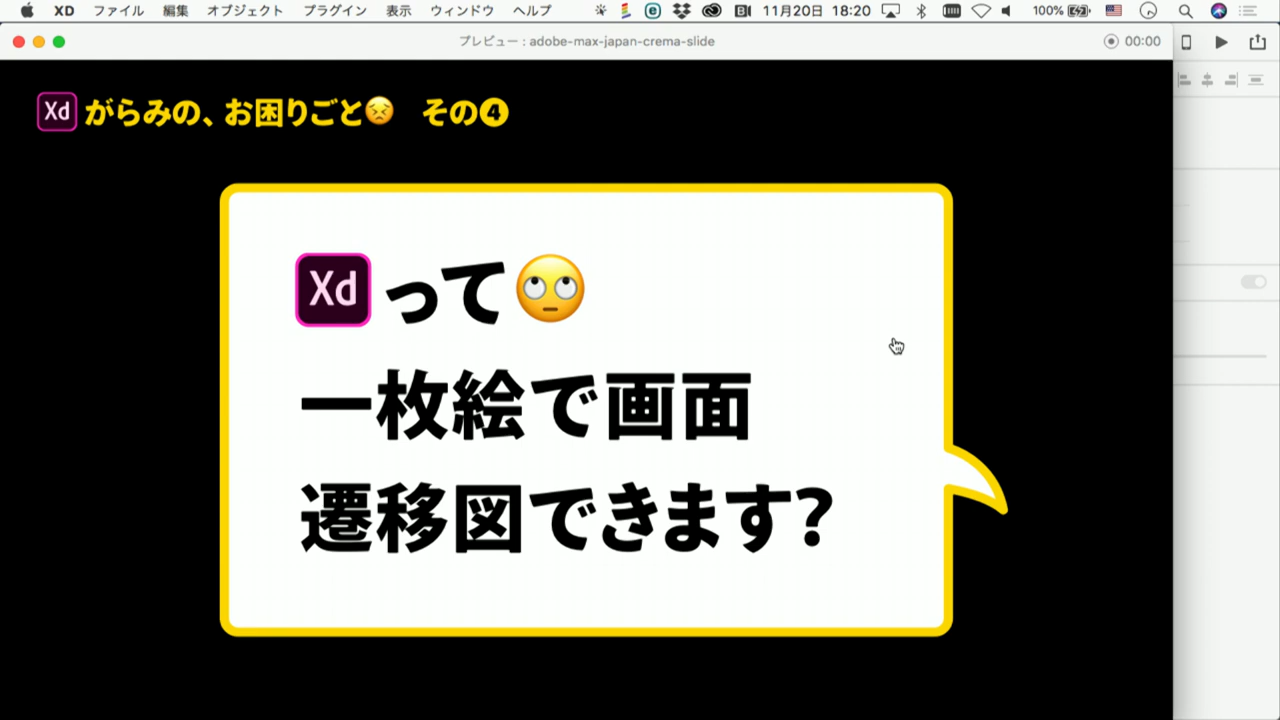 XD ファイル 編集 オブジェクト プラグイン 表示 ウィンドウ ヘルプ 11月20日 18:20 100%
プレビュー：adobe-max-japan-crema-slide 00:00
Xd がらみの、お困りごと😣 その❹
Xd って🙄
一枚絵で画面
遷移図できます？